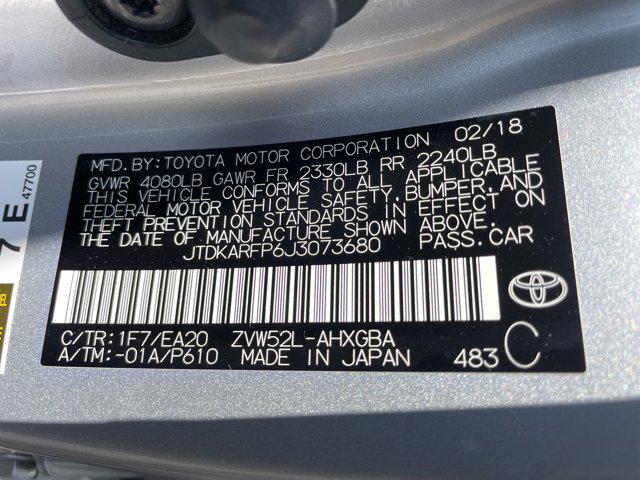 MFD.BY:TOYOTA MOTOR CORPORATION 02/18
GVWR 4080LB GAWR FR 2330LB RR 2240LB
THIS VEHICLE CONFORMS TO ALL APPLICABLE
FEDERAL MOTOR VEHICLE SAFETY,BUMPER,AND
THEFT PREVENTION STANDARDS IN EFFECT ON
THE DATE OF MANUFACTURE SHOWN ABOVE.
JTDKARFP6J3073680 PASS.CAR
C/TR:1F7/EA20 ZVW52L-AHXGBA
A/TM:-01A/P610 MADE IN JAPAN 483 C
7 E
47700